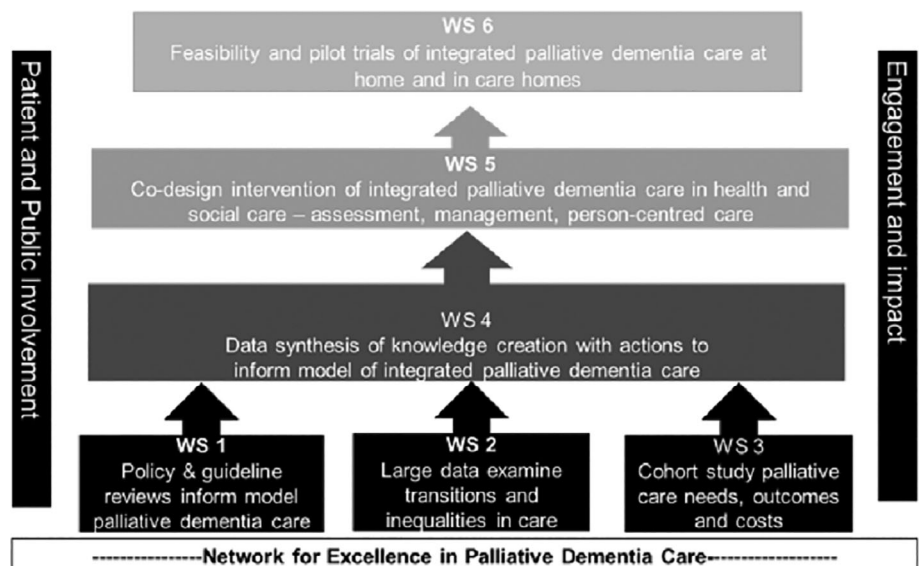 WS 6
Feasibility and pilot trials of integrated palliative dementia care at
home and in care homes
Patient and Public Involvement
Engagement and impact
WS 5
Co-design intervention of integrated palliative dementia care in health and
social care – assessment, management, person-centred care
WS 4
Data synthesis of knowledge creation with actions to
inform model of integrated palliative dementia care
WS 1
Policy & guideline
reviews inform model
palliative dementia care
WS 2
Large data examine
transitions and
inequalities in care
WS 3
Cohort study palliative
care needs, outcomes
and costs
-----------------Network for Excellence in Palliative Dementia Care-----------------